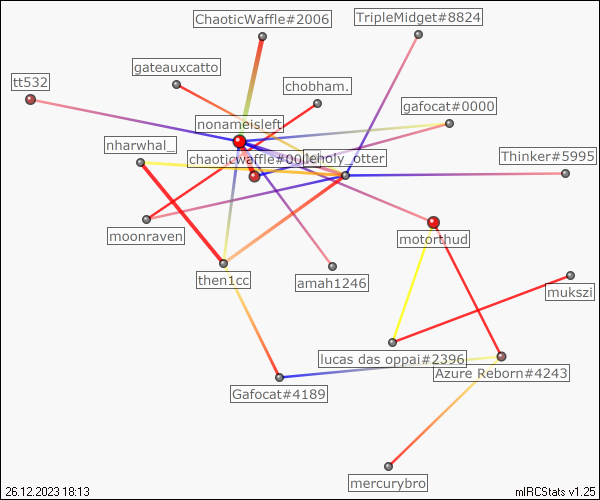 ChaoticWaffle#2006
TripleMidget#8824
gateauxcatto
tt532
chobham.
gafocat#0000
nonameisleft
nharwhal_
chaoticwaffle#00
leholy_otter
Thinker#5995
moonraven
motorthud
then1cc
amah1246
mukszi
lucas das oppai#2396
Azure Reborn#4243
Gafocat#4189
mercurybro
26.12.2023 18:13
mIRCStats v1.25